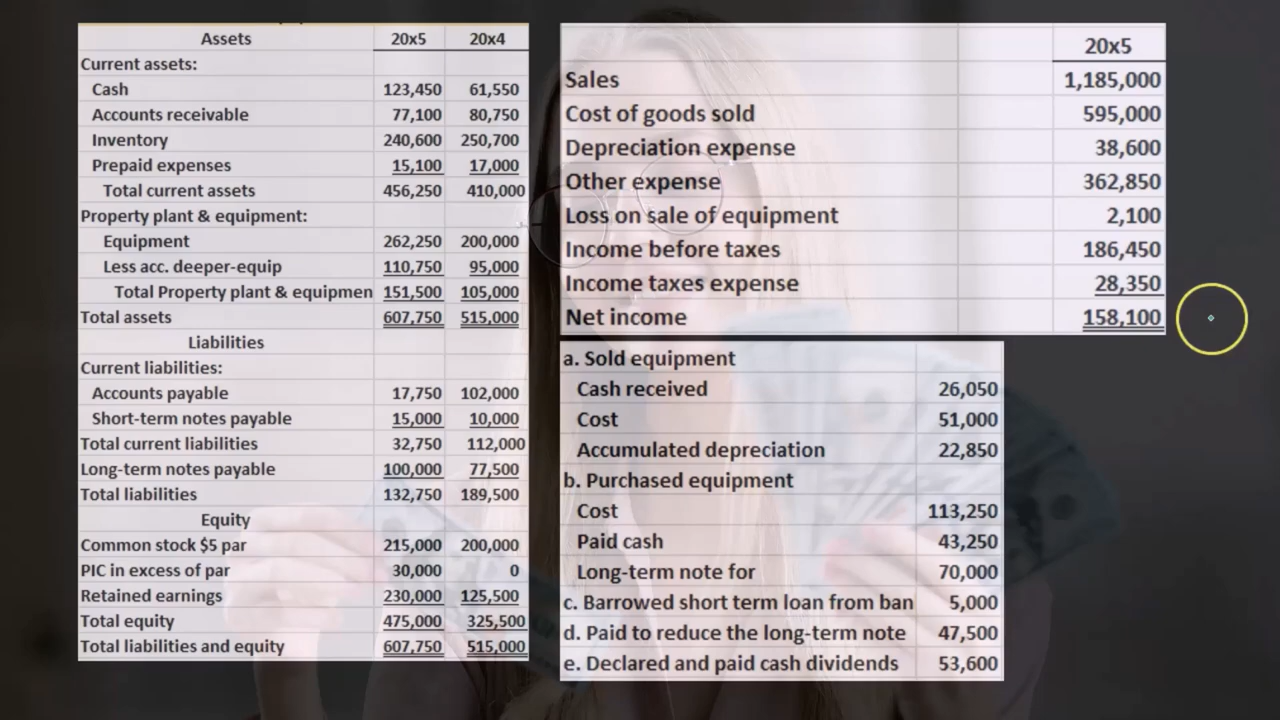 Assets 20x5 20x4
Current assets:
Cash 123,450 61,550
Accounts receivable 77,100 80,750
Inventory 240,600 250,700
Prepaid expenses 15,100 17,000
Total current assets 456,250 410,000
Property plant & equipment:
Equipment 262,250 200,000
Less acc. deeper-equip 110,750 95,000
Total Property plant & equipmen 151,500 105,000
Total assets 607,750 515,000
Liabilities
Current liabilities:
Accounts payable 17,750 102,000
Short-term notes payable 15,000 10,000
Total current liabilities 32,750 112,000
Long-term notes payable 100,000 77,500
Total liabilities 132,750 189,500
Equity
Common stock $5 par 215,000 200,000
PIC in excess of par 30,000 0
Retained earnings 230,000 125,500
Total equity 475,000 325,500
Total liabilities and equity 607,750 515,000
20x5
Sales 1,185,000
Cost of goods sold 595,000
Depreciation expense 38,600
Other expense 362,850
Loss on sale of equipment 2,100
Income before taxes 186,450
Income taxes expense 28,350
Net income 158,100
a. Sold equipment
Cash received 26,050
Cost 51,000
Accumulated depreciation 22,850
b. Purchased equipment
Cost 113,250
Paid cash 43,250
Long-term note for 70,000
c. Barrowed short term loan from ban 5,000
d. Paid to reduce the long-term note 47,500
e. Declared and paid cash dividends 53,600